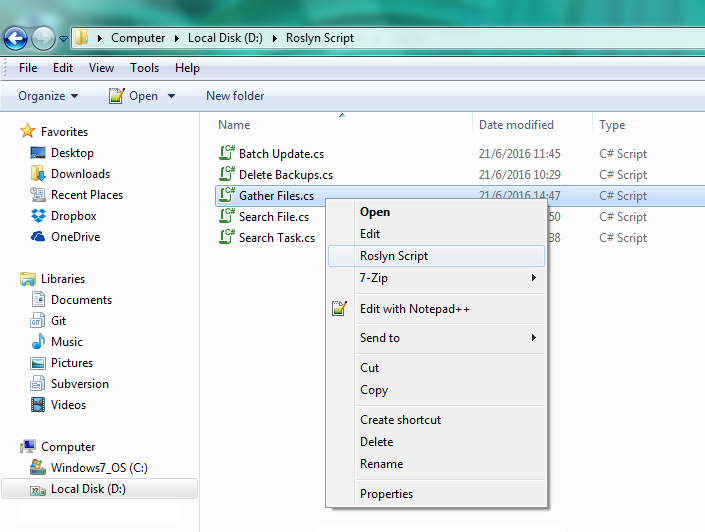 Computer Local Disk (D:) Roslyn Script
File Edit View Tools Help
Organize Open New folder
Name Date modified Type
Favorites
Desktop
Downloads
Recent Places
Dropbox
OneDrive
Libraries
Documents
Git
Music
Pictures
Subversion
Videos
Computer
Windows7_OS (C:)
Local Disk (D:)
Batch Update.cs 21/6/2016 11:45 C# Script
Delete Backups.cs 21/6/2016 10:29 C# Script
Gather Files.cs 21/6/2016 14:47 C# Script
Search File.cs 50 C# Script
Search Task.cs 38 C# Script
Open
Edit
Roslyn Script
7-Zip
Edit with Notepad++
Send to
Cut
Copy
Create shortcut
Delete
Rename
Properties